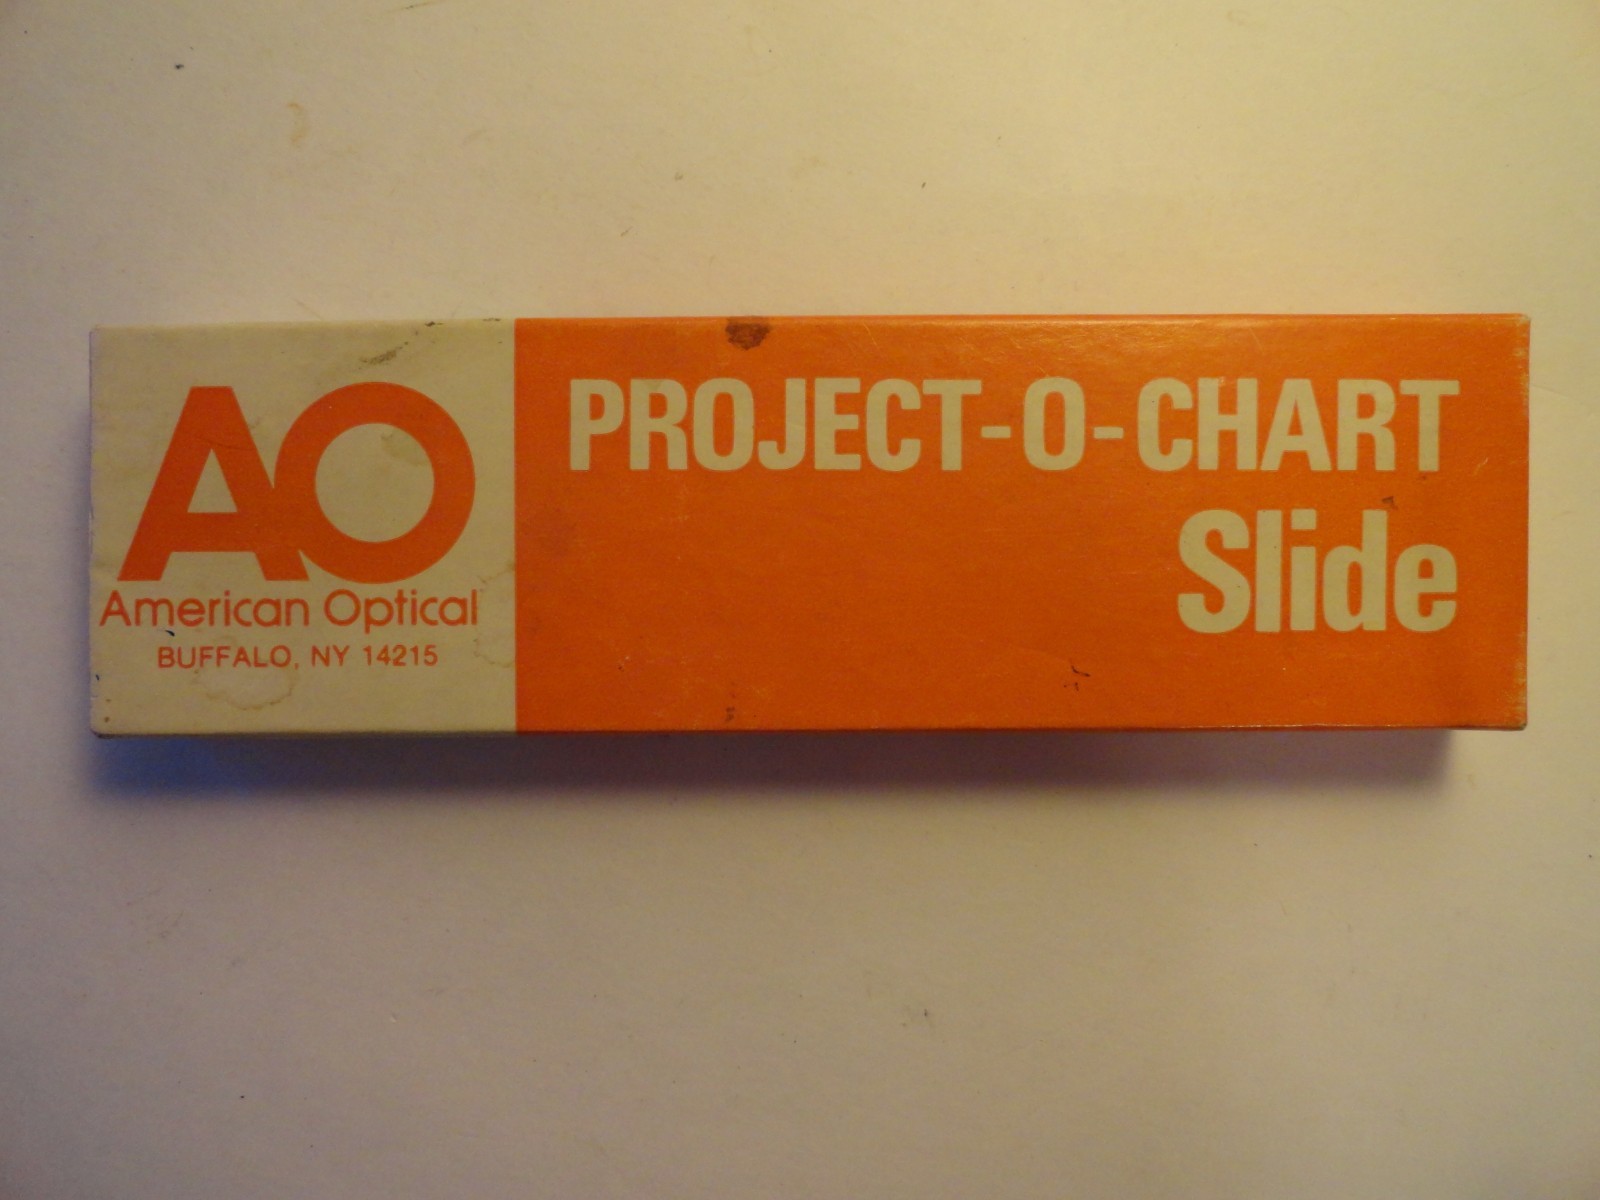 AO
American Optical
BUFFALO, NY 14215
PROJECT-O-CHART
Slide